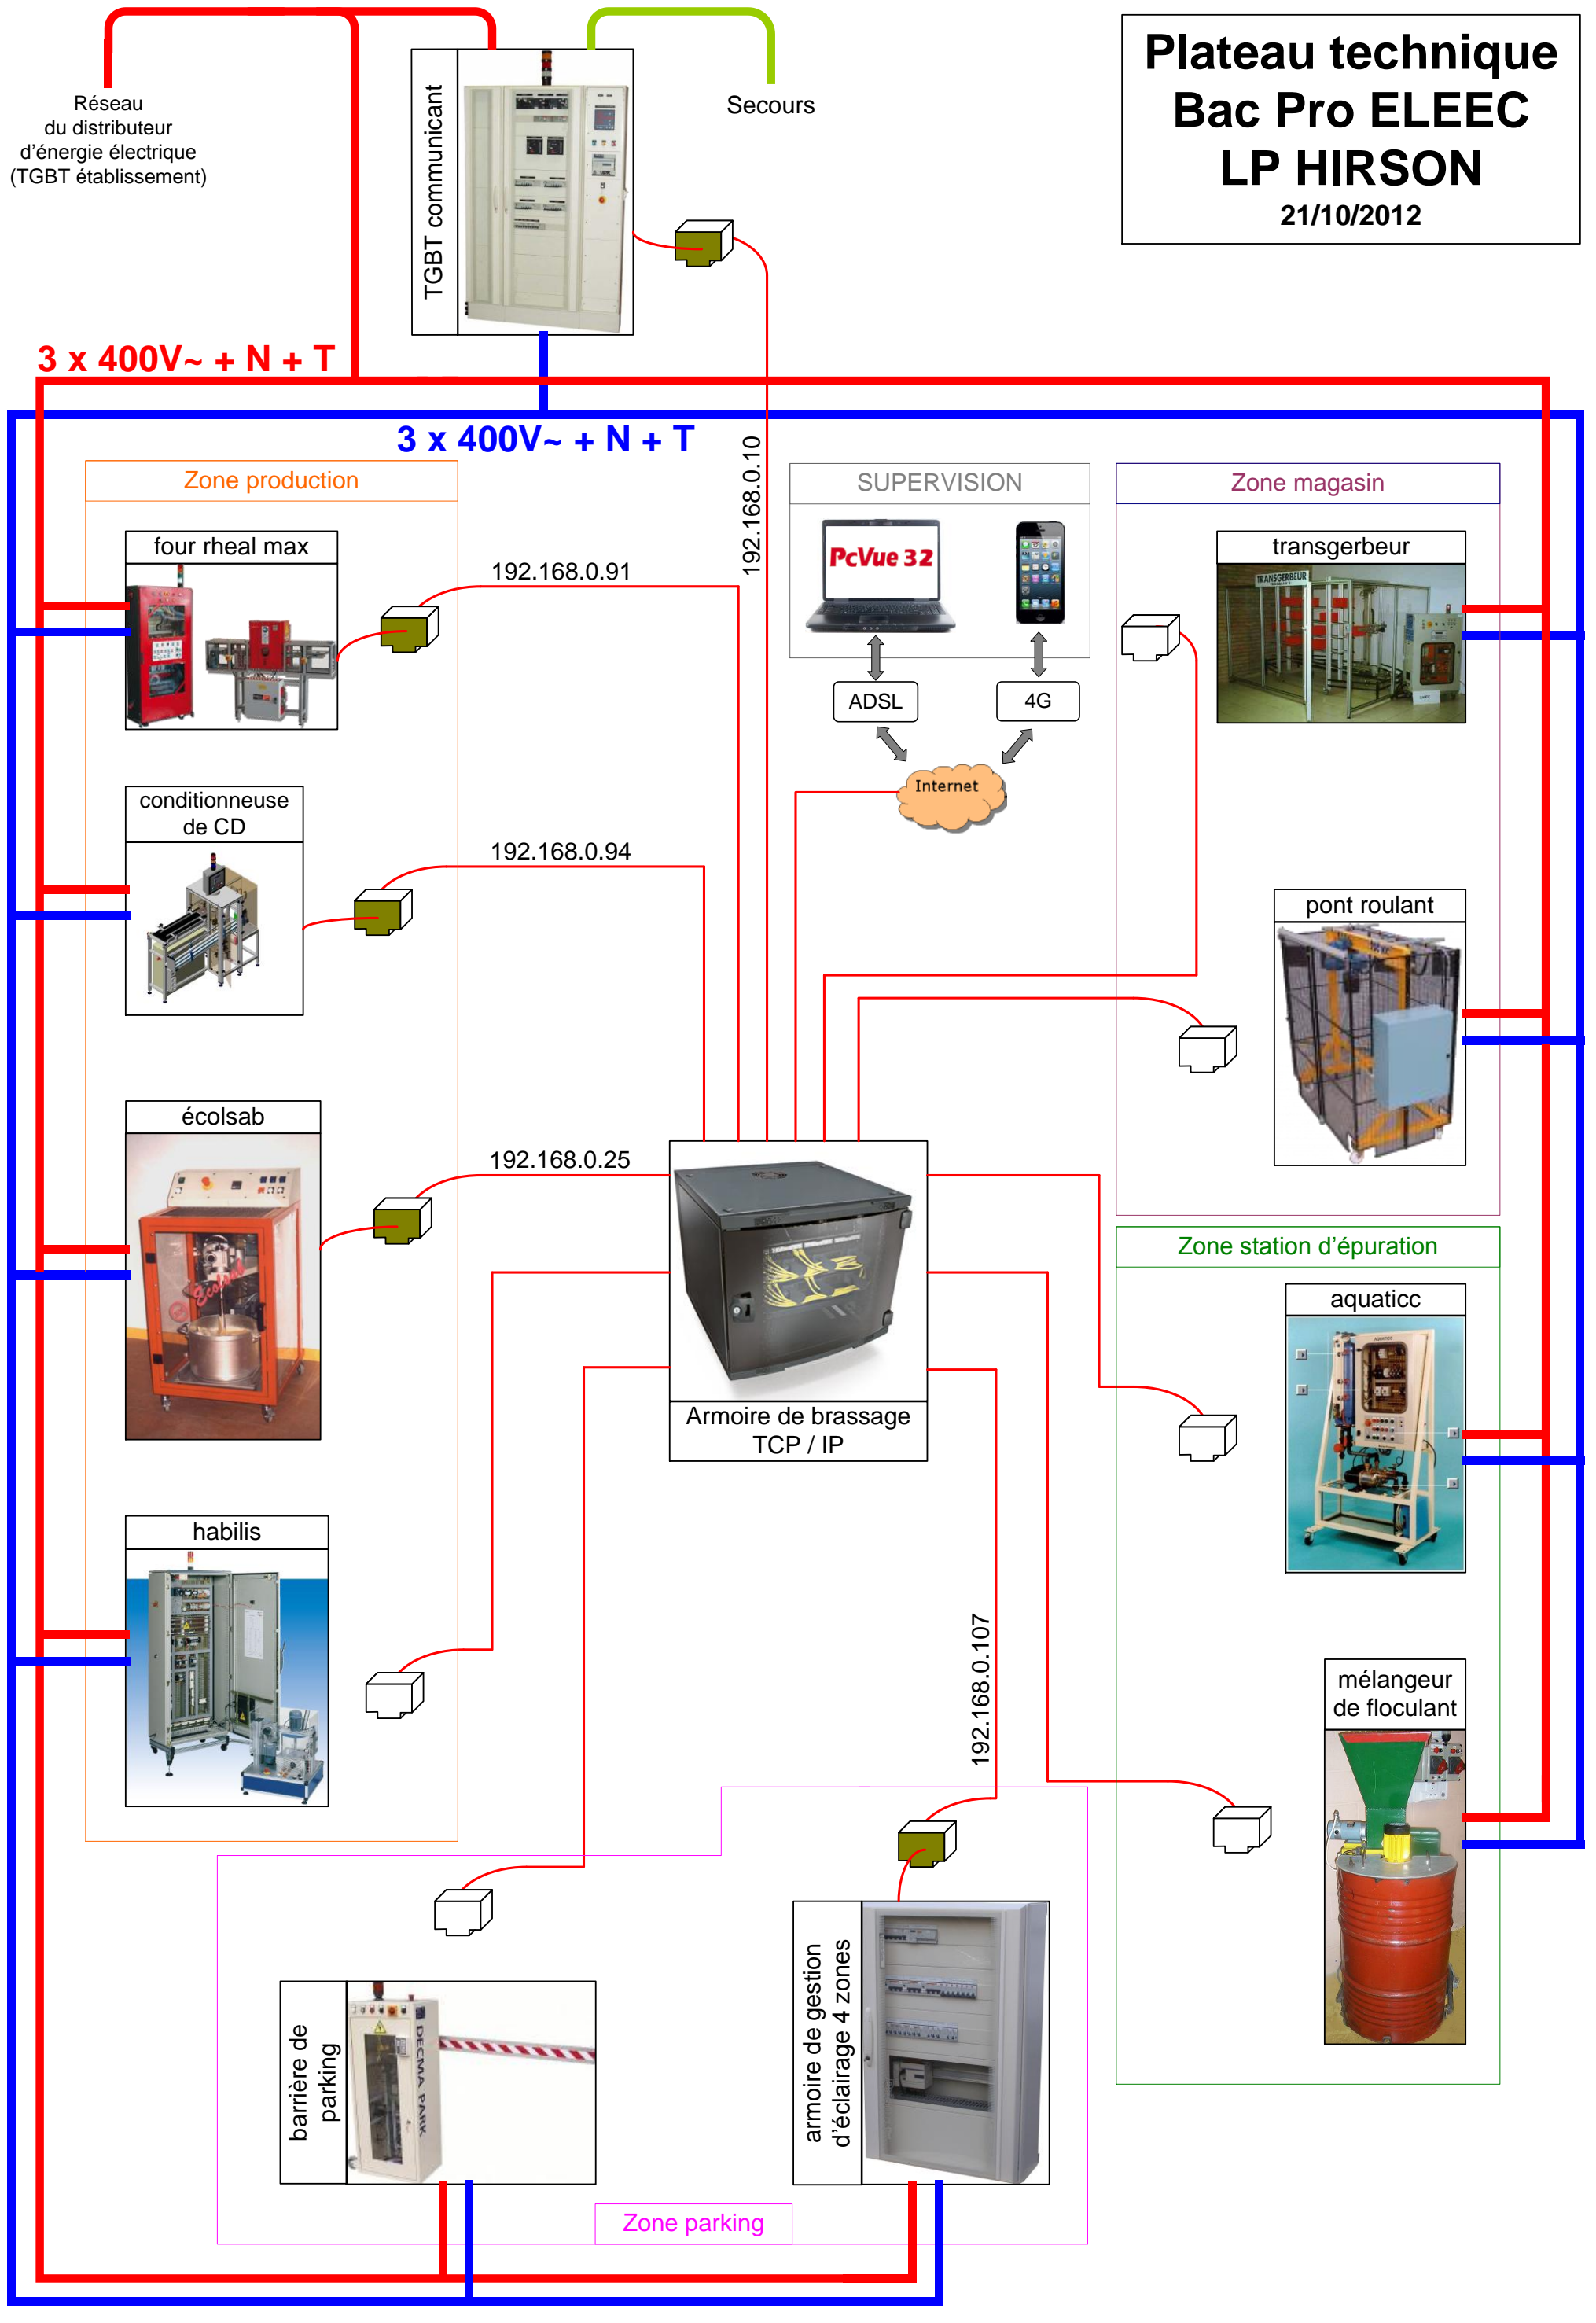 Plateau technique
Bac Pro ELEEC
LP HIRSON
21/10/2012
Réseau
du distributeur
d'énergie électrique
(TGBT établissement)
TGBT communicant
Secours
3 x 400V~ + N + T
3 x 400V~ + N + T
192.168.0.10
Zone production
four rheal max
192.168.0.91
conditionneuse
de CD
192.168.0.94
écolsab
Ecolsab
192.168.0.25
habilis
SUPERVISION
PcVue 32
ADSL
4G
Internet
Zone magasin
transgerbeur
TRANSGERBEUR
pont roulant
Armoire de brassage
TCP / IP
Zone station d'épuration
aquaticc
AQUATICC
mélangeur
de floculant
192.168.0.107
barrière de
parking
DECMA PARK
armoire de gestion
d'éclairage 4 zones
Zone parking